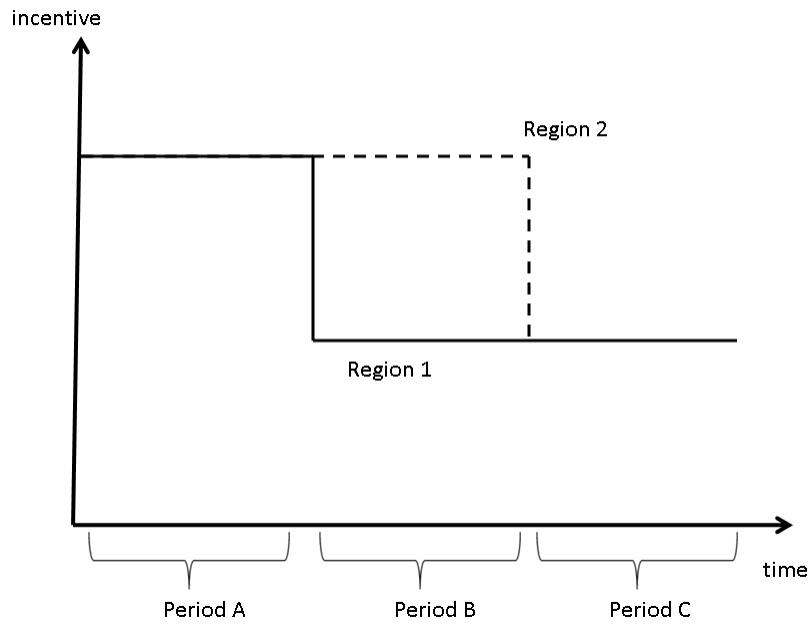 incentive
Region 2
Region 1
time
Period A
Period B
Period C